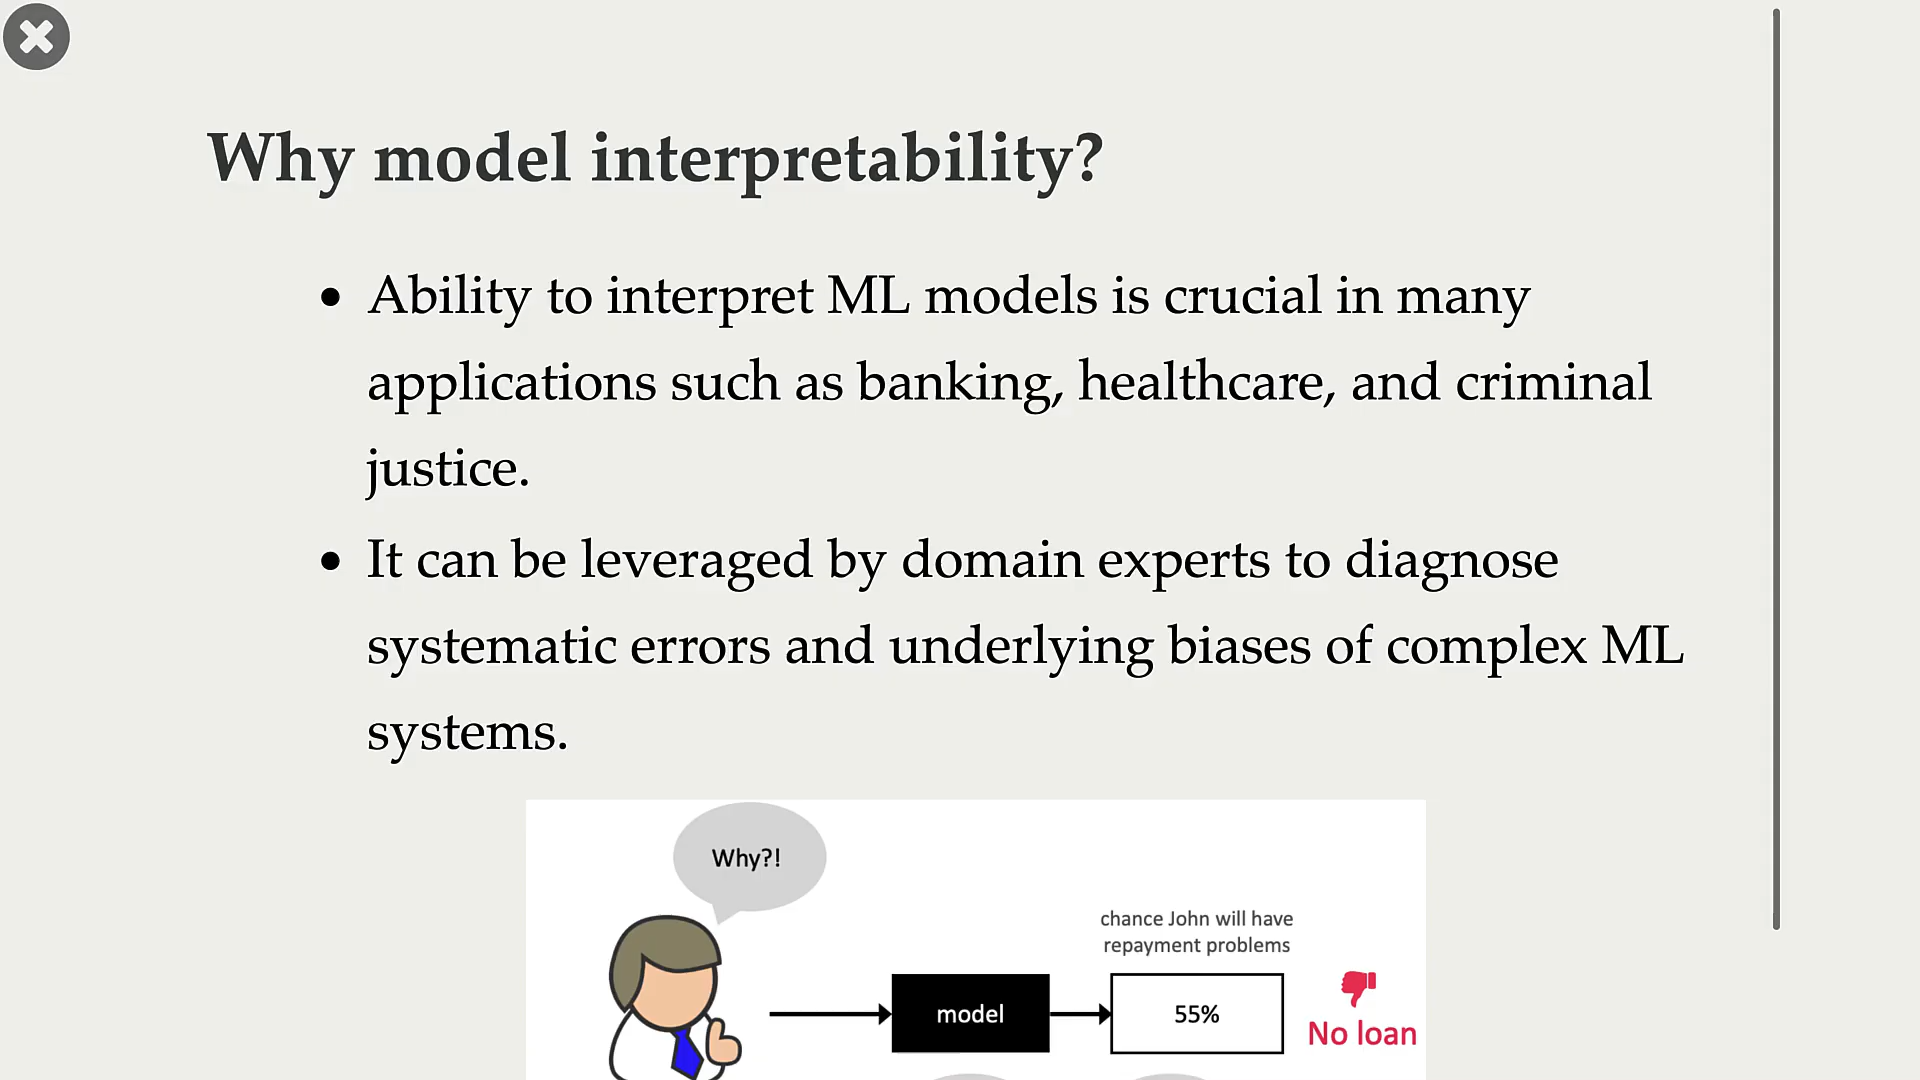 Why model interpretability?
• Ability to interpret ML models is crucial in many
applications such as banking, healthcare, and criminal
justice.
• It can be leveraged by domain experts to diagnose
systematic errors and underlying biases of complex ML
systems.
Why?!
chance John will have
repayment problems
model
55%
No loan